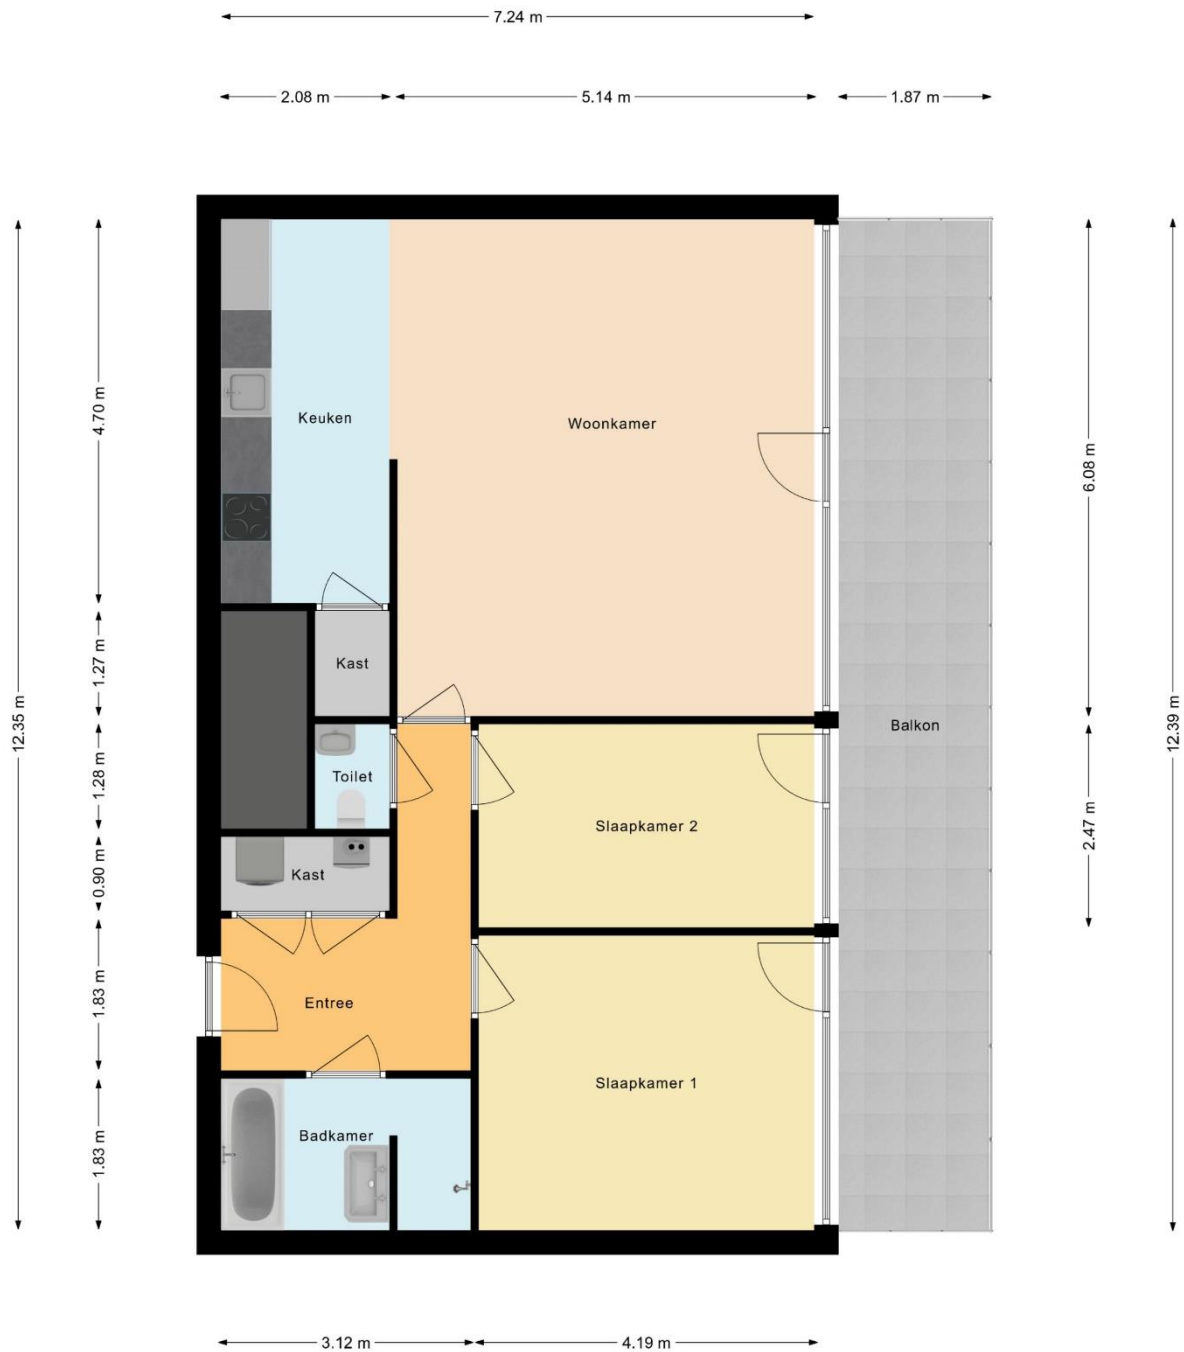 7.24 m
2.08 m
5.14 m
1.87 m
Keuken
Woonkamer
4.70 m
6.08 m
Kast
1.27 m
12.35 m
12.39 m
Balkon
Toilet
1.28 m
Slaapkamer 2
2.47 m
Kast
0.90 m
Entree
1.83 m
Slaapkamer 1
Badkamer
1.83 m
3.12 m
4.19 m